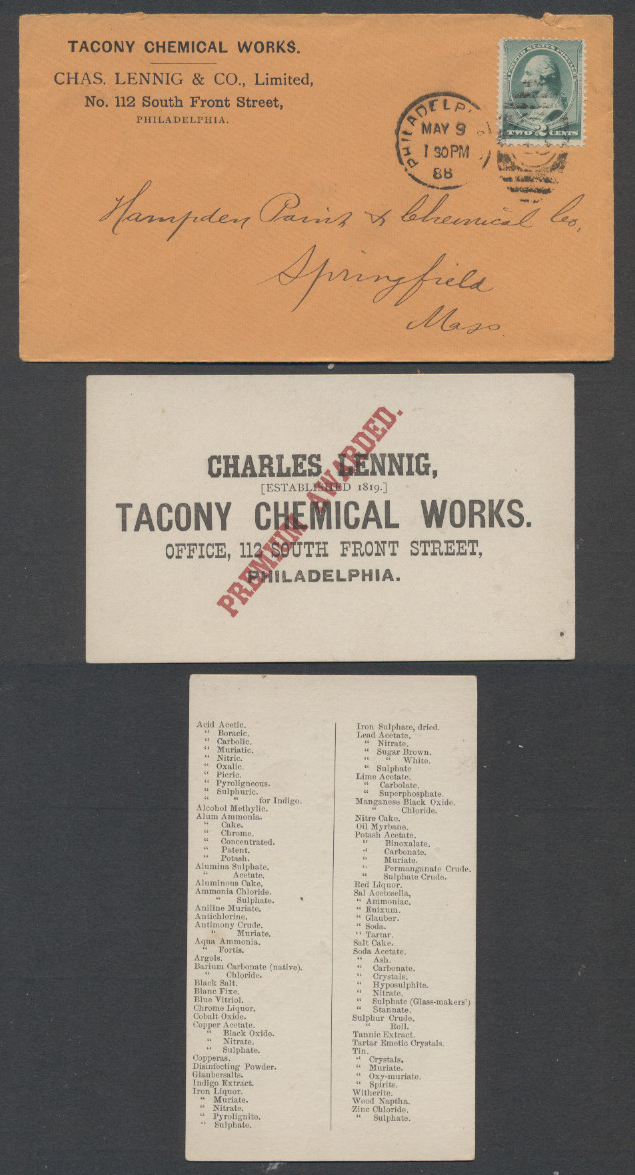 TACONY CHEMICAL WORKS.
CHAS. LENNIG & CO., Limited,
No. 112 South Front Street,
PHILADELPHIA.
UNITED STATES POSTAGE
TWO 2 CENTS
PHILADELPHI
MAY 9
1 30PM
88
Hampden Paint & Chemical Co,
Springfield
Mass.
CHARLES LENNIG,
[ESTABLISHED 1819.]
TACONY CHEMICAL WORKS.
OFFICE, 112 SOUTH FRONT STREET,
PHILADELPHIA.
PREMIUM AWARDED.
Acid Acetic.
" Boracic.
" Carbolic.
" Muriatic.
" Nitric.
" Oxalic.
" Picric.
" Pyroligneous.
" Sulphuric.
" " for Indigo.
Alcohol Methylic.
Alum Ammonia.
" Cake.
" Chrome.
" Concentrated.
" Patent.
" Potash.
Alumina Sulphate.
" Acetate.
Aluminous Cake.
Ammonia Chloride.
" Sulphate.
Aniline Muriate.
Antichlorine.
Antimony Crude.
" Muriate.
Aqua Ammonia.
" Fortis.
Argols.
Barium Carbonate (native).
" Chloride.
Black Salt.
Blanc Fixe.
Blue Vitriol.
Chrome Liquor.
Cobalt Oxide.
Copper Acetate.
" Black Oxide.
" Nitrate.
" Sulphate.
Copperas.
Disinfecting Powder.
Glaubersalts.
Indigo Extract.
Iron Liquor.
" Muriate.
" Nitrate.
" Pyrolignite.
" Sulphate.
Iron Sulphate, dried.
Lead Acetate.
" Nitrate.
" Sugar Brown.
" " White.
" Sulphate
Lime Acetate.
" Carbolate.
" Superphosphate.
Manganese Black Oxide.
" Chloride.
Nitre Cake.
Oil Myrbane.
Potash Acetate.
" Binoxalate.
" Carbonate.
" Muriate.
" Permanganate Crude.
" Sulphate Crude.
Red Liquor.
Sal Acetosella.
" Ammoniac.
" Enixum.
" Glauber.
" Soda.
" Tartar.
Salt Cake.
Soda Acetate.
" Ash.
" Carbonate.
" Crystals.
" Hyposulphite.
" Nitrate.
" Sulphate (Glass-makers')
" Stannate.
Sulphur Crude.
" Roll.
Tannic Extract.
Tartar Emetic Crystals.
Tin.
" Crystals.
" Muriate.
" Oxy-muriate.
" Spirits.
Witherite.
Wood Naptha.
Zinc Chloride.
" Sulphate.